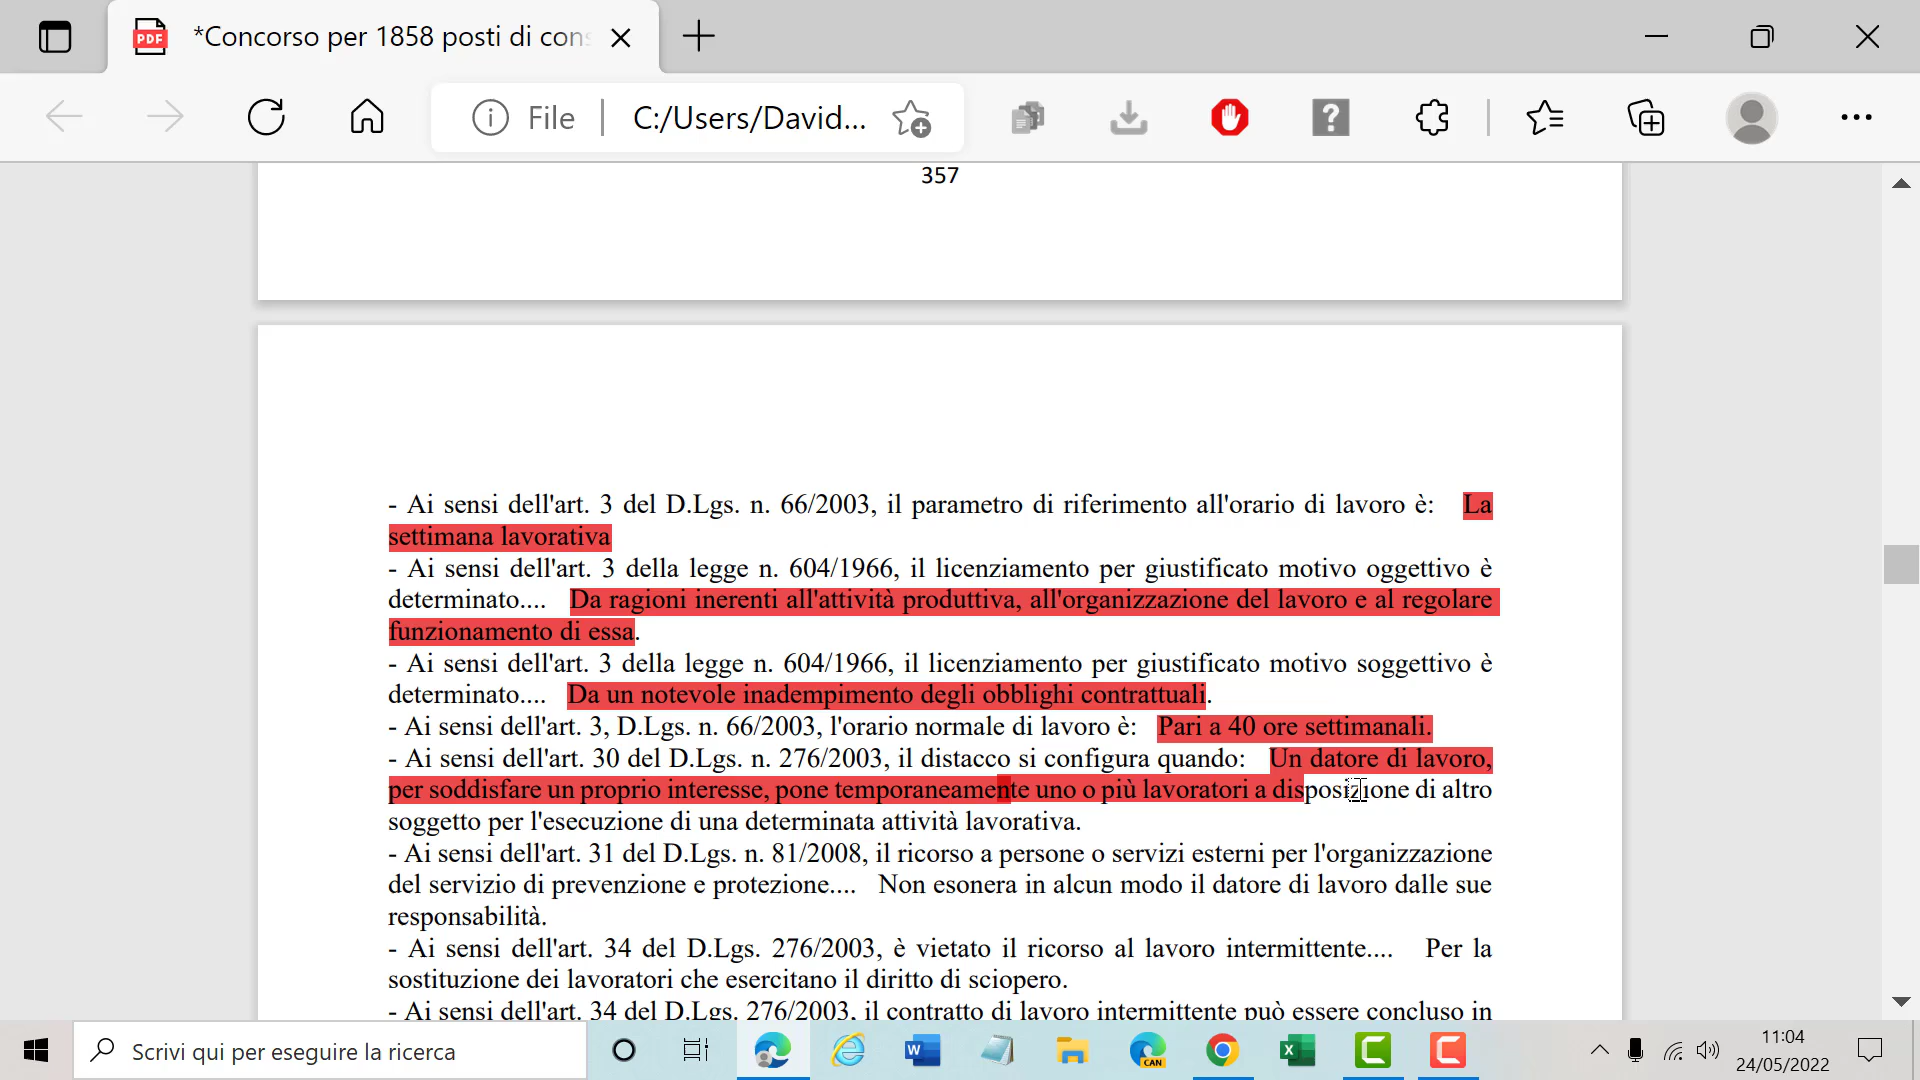 *Concorso per 1858 posti di con
File
C:/Users/David...
357
- Ai sensi dell'art. 3 del D.Lgs. n. 66/2003, il parametro di riferimento all'orario di lavoro è: La
settimana lavorativa
- Ai sensi dell'art. 3 della legge n. 604/1966, il licenziamento per giustificato motivo oggettivo è
determinato.... Da ragioni inerenti all'attività produttiva, all'organizzazione del lavoro e al regolare
funzionamento di essa.
- Ai sensi dell'art. 3 della legge n. 604/1966, il licenziamento per giustificato motivo soggettivo è
determinato.... Da un notevole inadempimento degli obblighi contrattuali.
- Ai sensi dell'art. 3, D.Lgs. n. 66/2003, l'orario normale di lavoro è: Pari a 40 ore settimanali.
- Ai sensi dell'art. 30 del D.Lgs. n. 276/2003, il distacco si configura quando: Un datore di lavoro,
per soddisfare un proprio interesse, pone temporaneamente uno o più lavoratori a disposizione di altro
soggetto per l'esecuzione di una determinata attività lavorativa.
- Ai sensi dell'art. 31 del D.Lgs. n. 81/2008, il ricorso a persone o servizi esterni per l'organizzazione
del servizio di prevenzione e protezione.... Non esonera in alcun modo il datore di lavoro dalle sue
responsabilità.
- Ai sensi dell'art. 34 del D.Lgs. 276/2003, è vietato il ricorso al lavoro intermittente.... Per la
sostituzione dei lavoratori che esercitano il diritto di sciopero.
- Ai sensi dell'art. 34 del D.Lgs. 276/2003, il contratto di lavoro intermittente può essere concluso in
Scrivi qui per eseguire la ricerca
CAN
11:04
24/05/2022